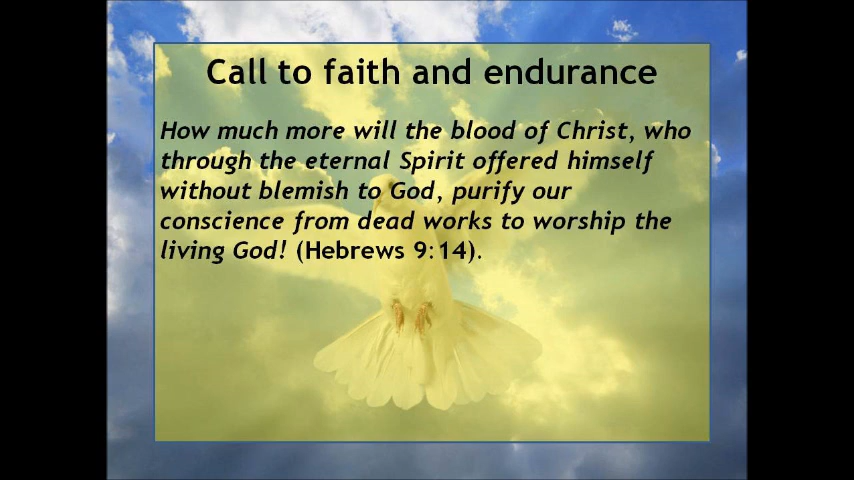 Call to faith and endurance
How much more will the blood of Christ, who
through the eternal Spirit offered himself
without blemish to God, purify our
conscience from dead works to worship the
living God! (Hebrews 9:14).